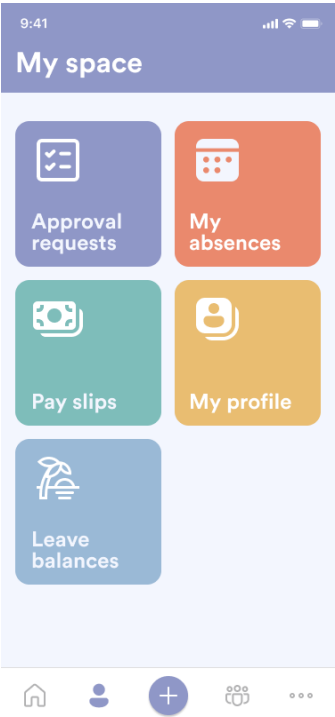 9:41
My space
Approval
requests
My
absences
Pay slips
My profile
Leave
balances